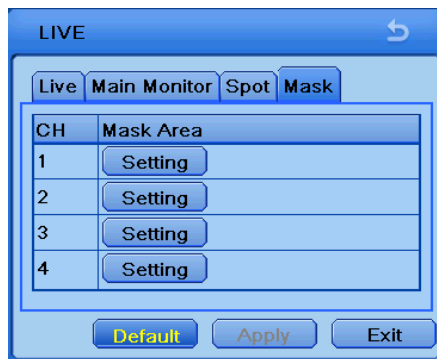 LIVE
Live Main Monitor Spot Mask
CH Mask Area
1 Setting
2 Setting
3 Setting
4 Setting
Default Apply Exit